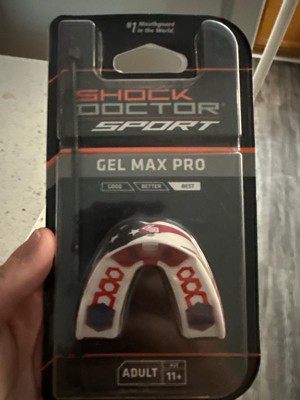 #1 Mouthguard
in the World.
SHOCK
DOCTOR®
SPORT
GEL MAX PRO
GOOD BETTER BEST
ADULT AGE 11+